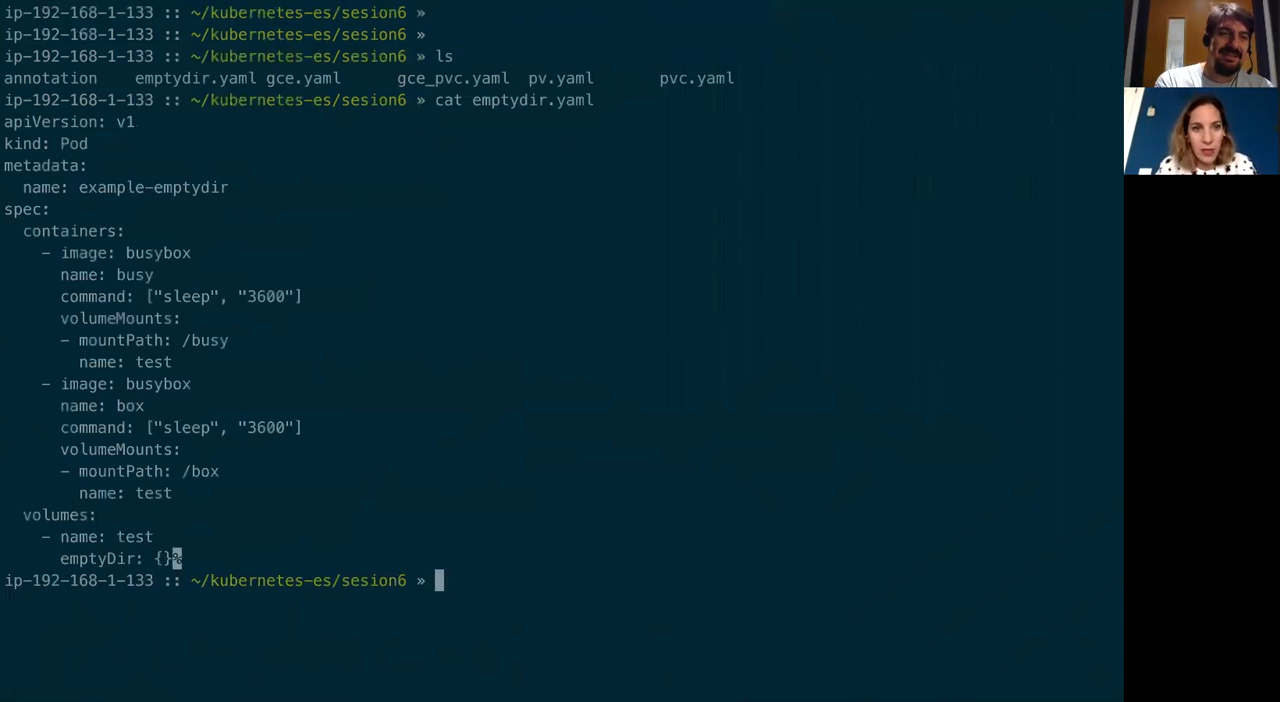 ip-192-168-1-133 :: ~/kubernetes-es/sesion6 »
ip-192-168-1-133 :: ~/kubernetes-es/sesion6 »
ip-192-168-1-133 :: ~/kubernetes-es/sesion6 » ls
annotation    emptydir.yaml gce.yaml      gce_pvc.yaml  pv.yaml       pvc.yaml
ip-192-168-1-133 :: ~/kubernetes-es/sesion6 » cat emptydir.yaml
apiVersion: v1
kind: Pod
metadata:
  name: example-emptydir
spec:
  containers:
    - image: busybox
      name: busy
      command: ["sleep", "3600"]
      volumeMounts:
      - mountPath: /busy
        name: test
    - image: busybox
      name: box
      command: ["sleep", "3600"]
      volumeMounts:
      - mountPath: /box
        name: test
  volumes:
    - name: test
      emptyDir: {}%
ip-192-168-1-133 :: ~/kubernetes-es/sesion6 »